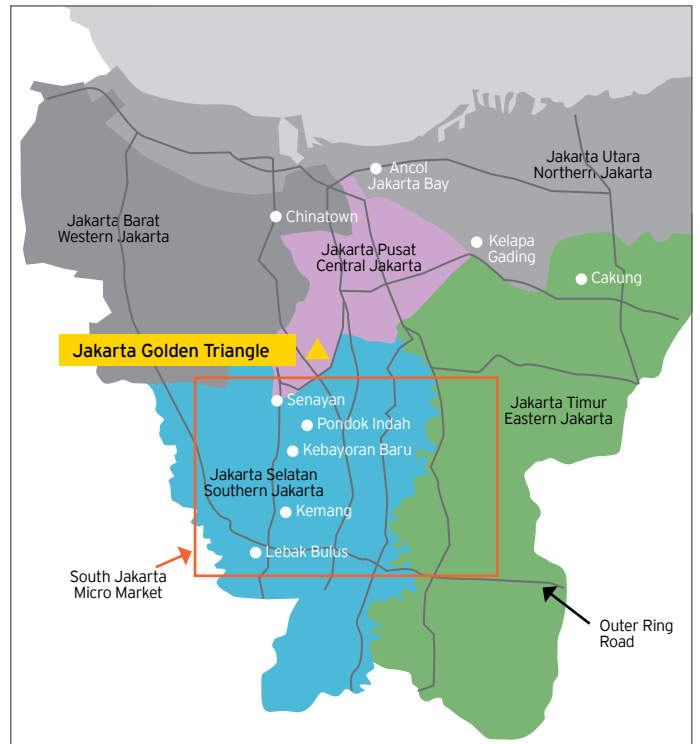 Ancol
Jakarta Bay
Jakarta Utara
Northern Jakarta
Jakarta Barat
Western Jakarta
Chinatown
Jakarta Pusat
Central Jakarta
Kelapa
Gading
Cakung
Jakarta Golden Triangle
Senayan
Jakarta Timur
Eastern Jakarta
Pondok Indah
Kebayoran Baru
Jakarta Selatan
Southern Jakarta
Kemang
Lebak Bulus
South Jakarta
Micro Market
Outer Ring
Road